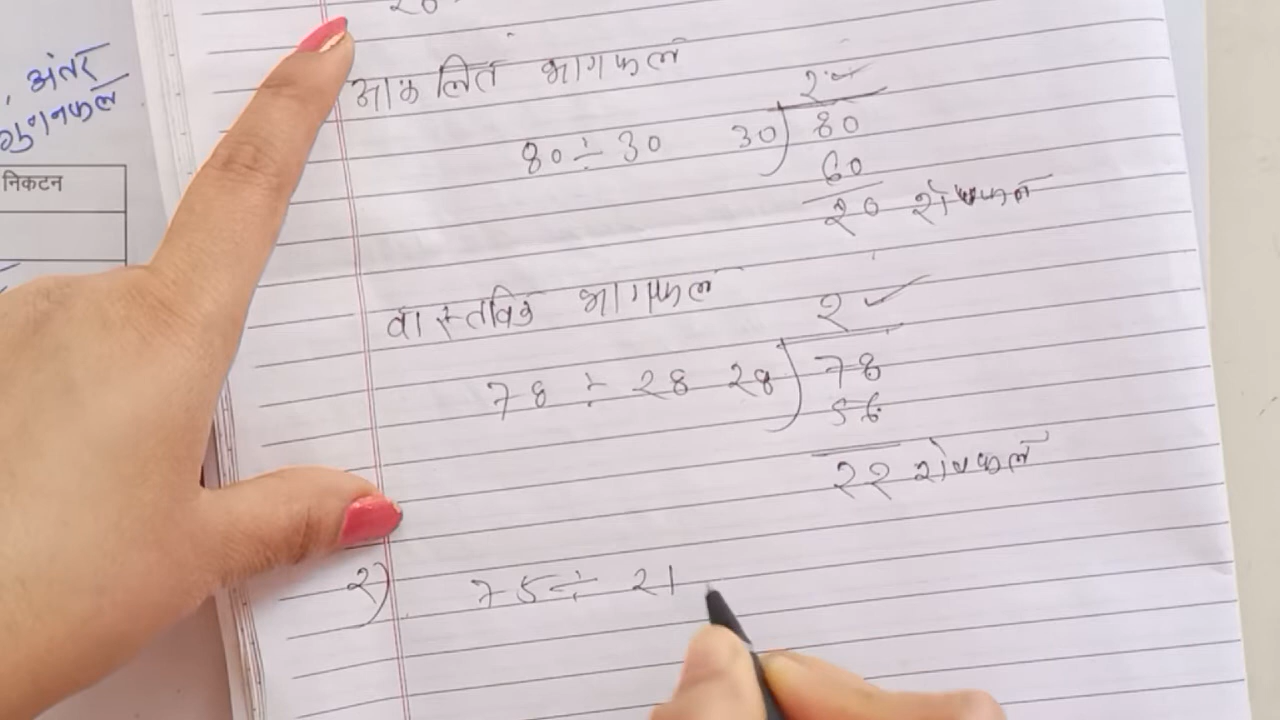 अंतर
गुणनफल
निकटन
आकलित भागफल
2
80 ÷ 30 30) 80
60
20 शेषफल
वास्तविक भागफल
2
78 ÷ 28 28) 78
56
22 शेषफल
2) 75 ÷ 21